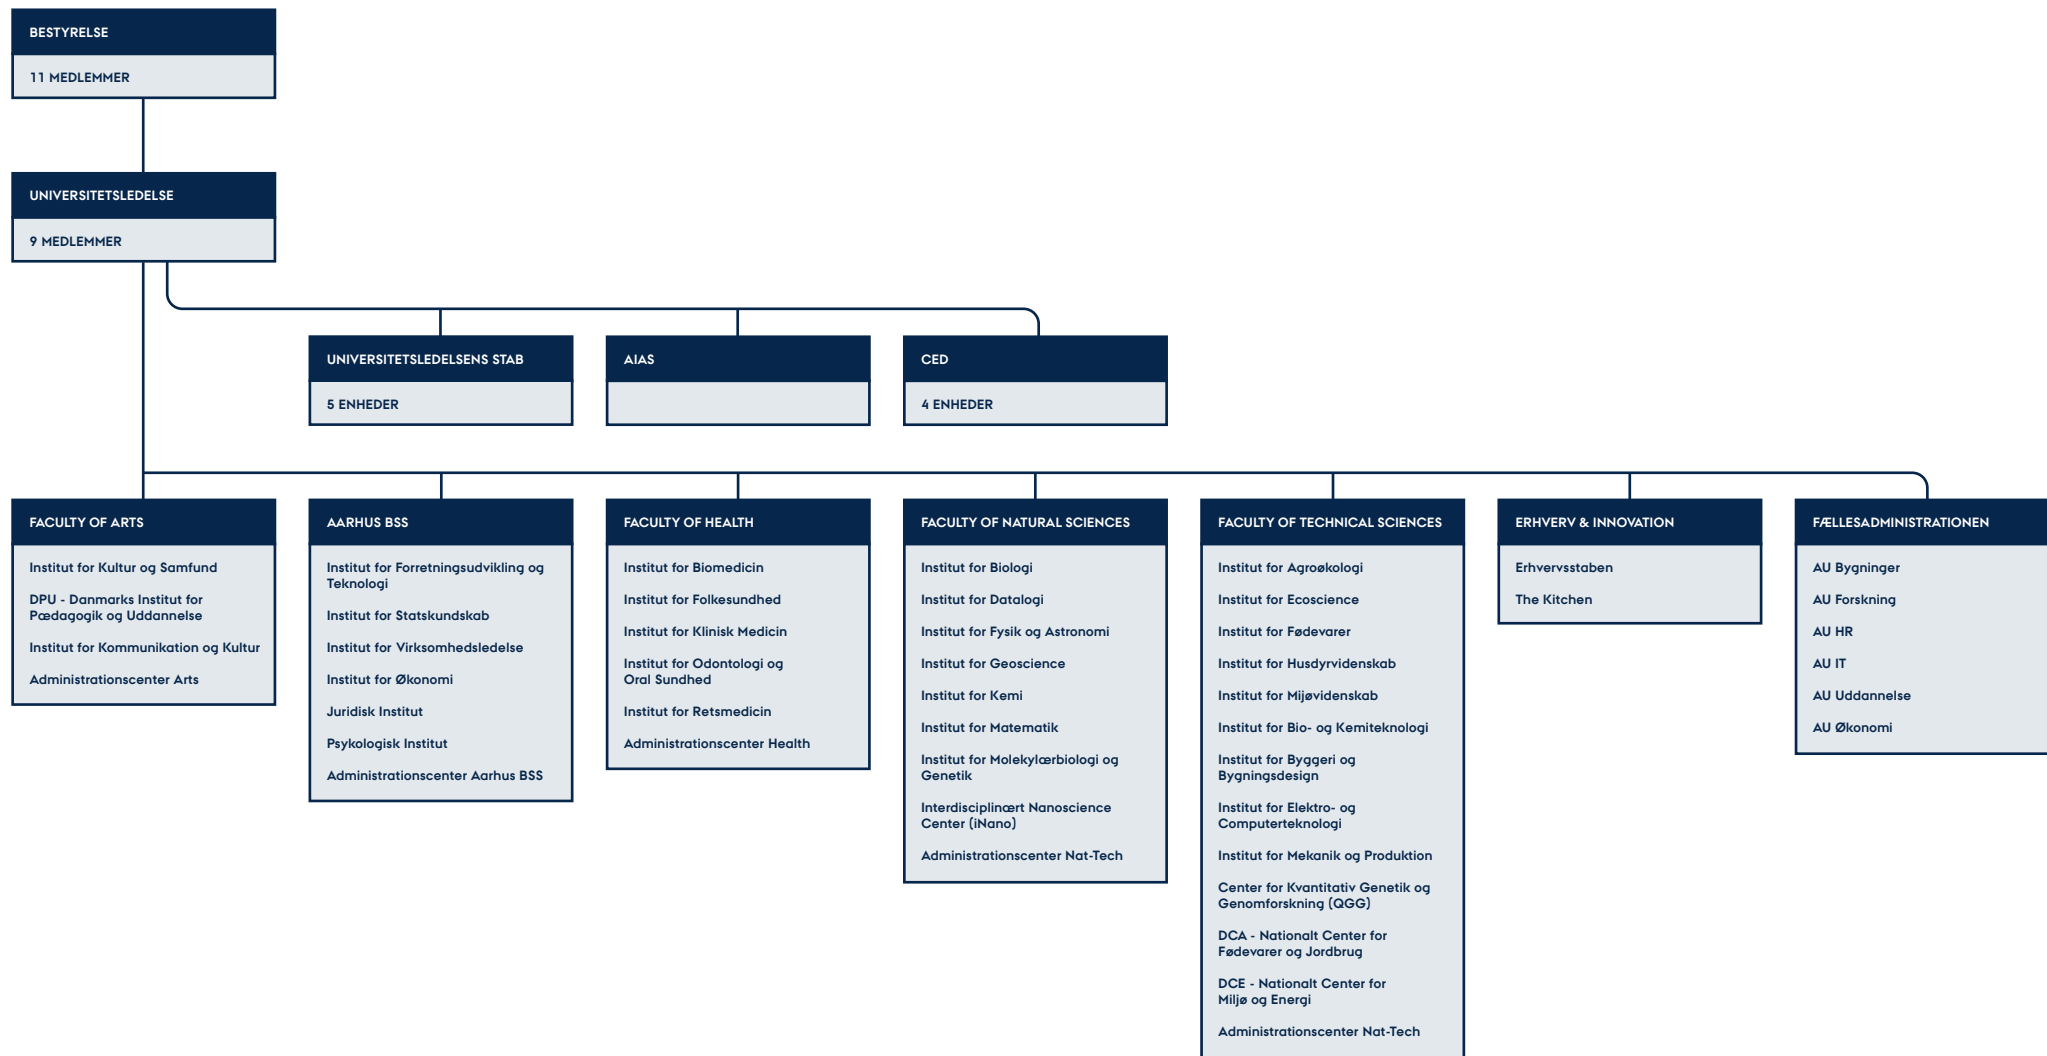 BESTYRELSE
11 MEDLEMMER
UNIVERSITETSLEDELSE
9 MEDLEMMER
UNIVERSITETSLEDELSENS STAB
5 ENHEDER
AIAS
CED
4 ENHEDER
FACULTY OF ARTS
Institut for Kultur og Samfund
DPU - Danmarks Institut for
Pædagogik og Uddannelse
Institut for Kommunikation og Kultur
Administrationscenter Arts
AARHUS BSS
Institut for Forretningsudvikling og
Teknologi
Institut for Statskundskab
Institut for Virksomhedsledelse
Institut for Økonomi
Juridisk Institut
Psykologisk Institut
Administrationscenter Aarhus BSS
FACULTY OF HEALTH
Institut for Biomedicin
Institut for Folkesundhed
Institut for Klinisk Medicin
Institut for Odontologi og
Oral Sundhed
Institut for Retsmedicin
Administrationscenter Health
FACULTY OF NATURAL SCIENCES
Institut for Biologi
Institut for Datalogi
Institut for Fysik og Astronomi
Institut for Geoscience
Institut for Kemi
Institut for Matematik
Institut for Molekylærbiologi og
Genetik
Interdisciplinært Nanoscience
Center (iNano)
Administrationscenter Nat-Tech
FACULTY OF TECHNICAL SCIENCES
Institut for Agroøkologi
Institut for Ecoscience
Institut for Fødevarer
Institut for Husdyrvidenskab
Institut for Mijøvidenskab
Institut for Bio- og Kemiteknologi
Institut for Byggeri og
Bygningsdesign
Institut for Elektro- og
Computerteknologi
Institut for Mekanik og Produktion
Center for Kvantitativ Genetik og
Genomforskning (QGG)
DCA - Nationalt Center for
Fødevarer og Jordbrug
DCE - Nationalt Center for
Miljø og Energi
Administrationscenter Nat-Tech
ERHVERV & INNOVATION
Erhvervsstaben
The Kitchen
FÆLLESADMINISTRATIONEN
AU Bygninger
AU Forskning
AU HR
AU IT
AU Uddannelse
AU Økonomi